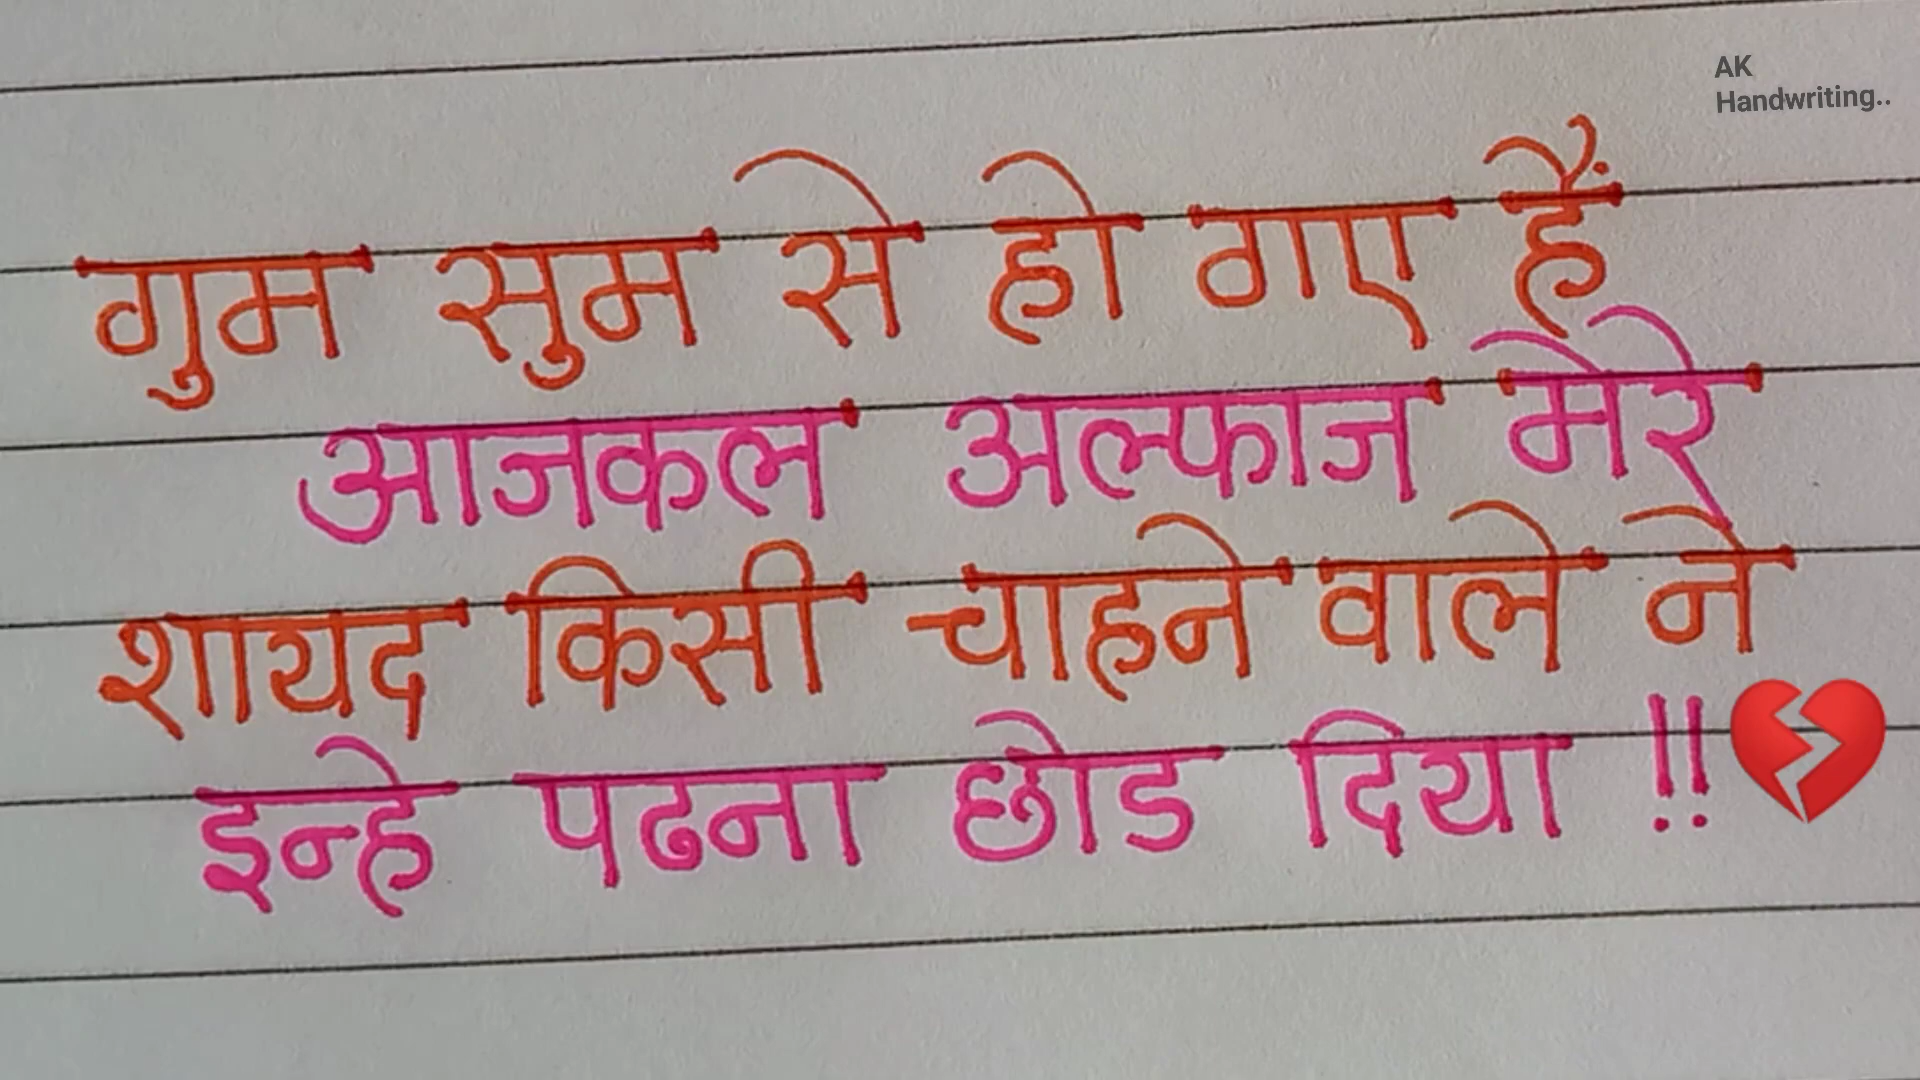 AK
Handwriting..
गुम सुम से हो गए हैं
आजकल अल्फाज मेरे
शायद किसी चाहने वाले ने
इन्हे पढना छोड दिया !! 💔